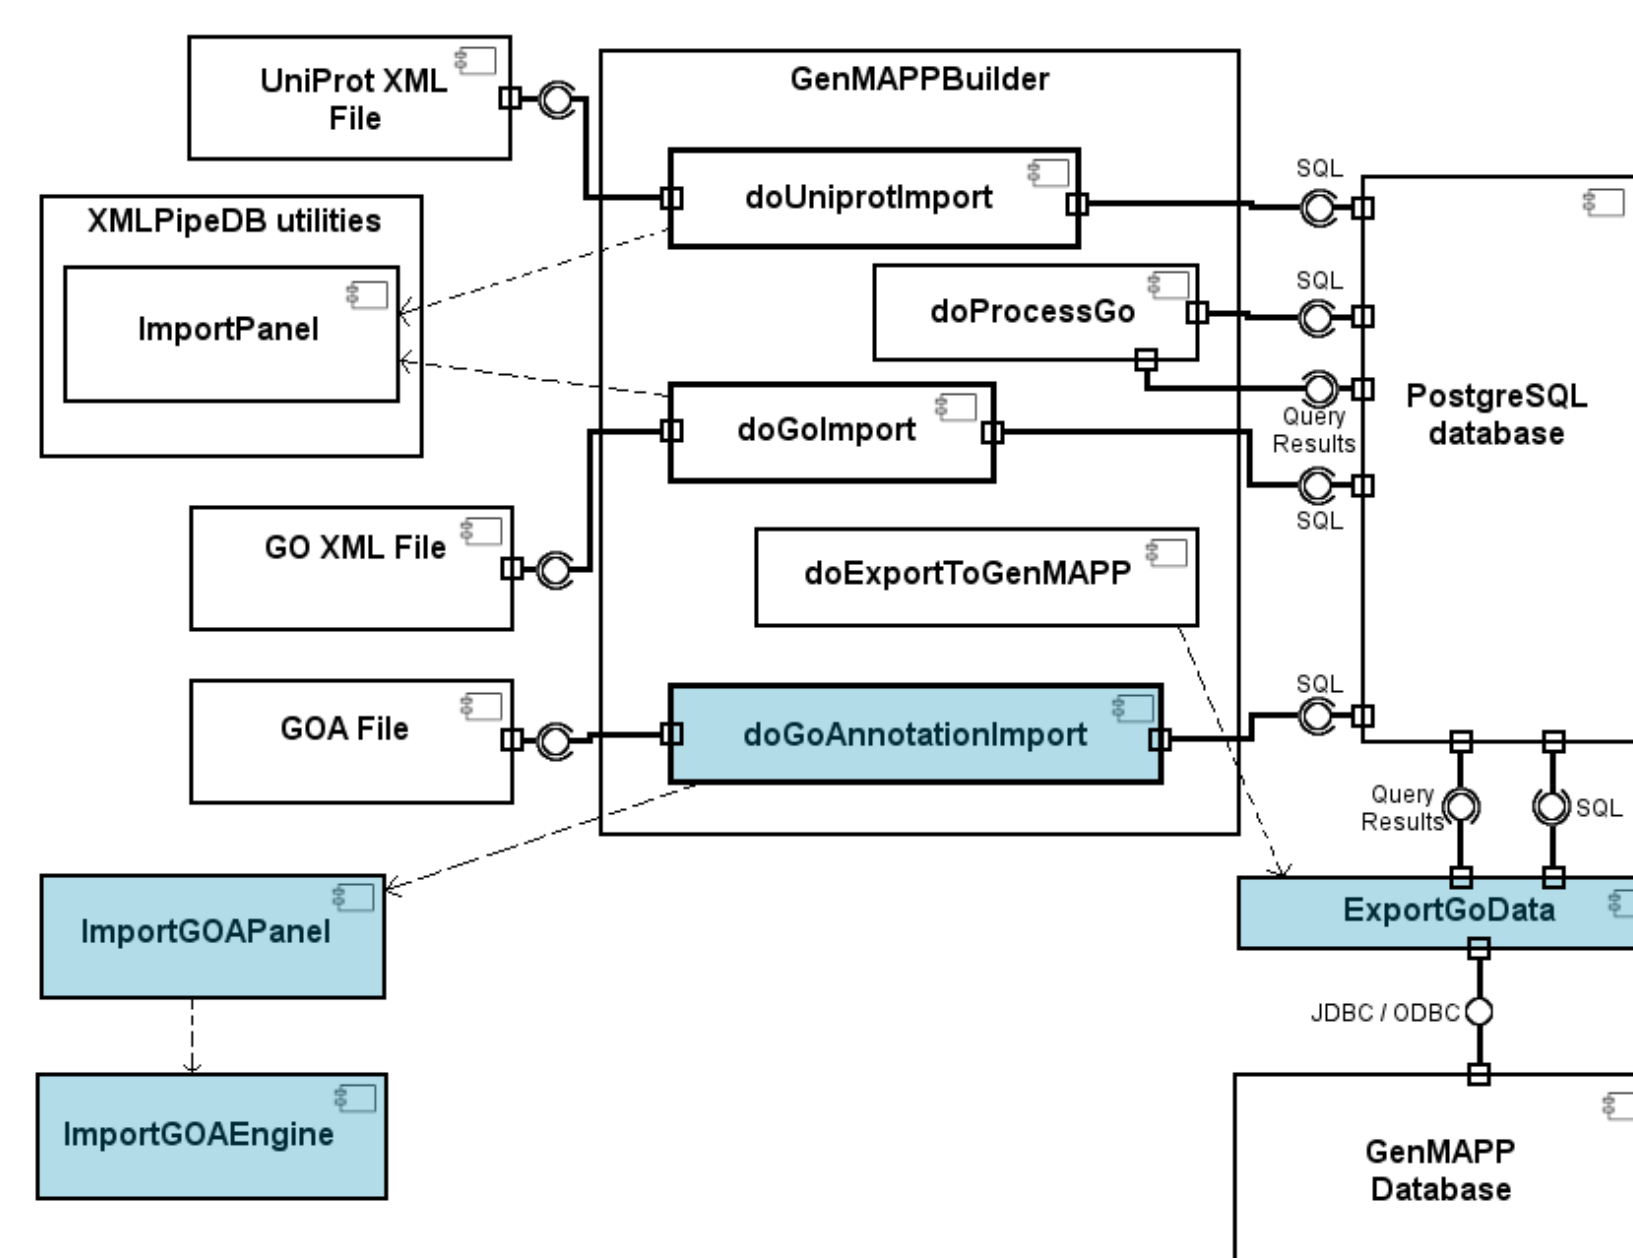 UniProt XML
File
GenMAPPBuilder
doUniprotImport
SQL
XMLPipeDB utilities
ImportPanel
doProcessGo
SQL
Query
Results
PostgreSQL
database
doGoImport
SQL
GO XML File
doExportToGenMAPP
GOA File
doGoAnnotationImport
SQL
Query
Results
SQL
ImportGOAPanel
ExportGoData
JDBC / ODBC
ImportGOAEngine
GenMAPP
Database